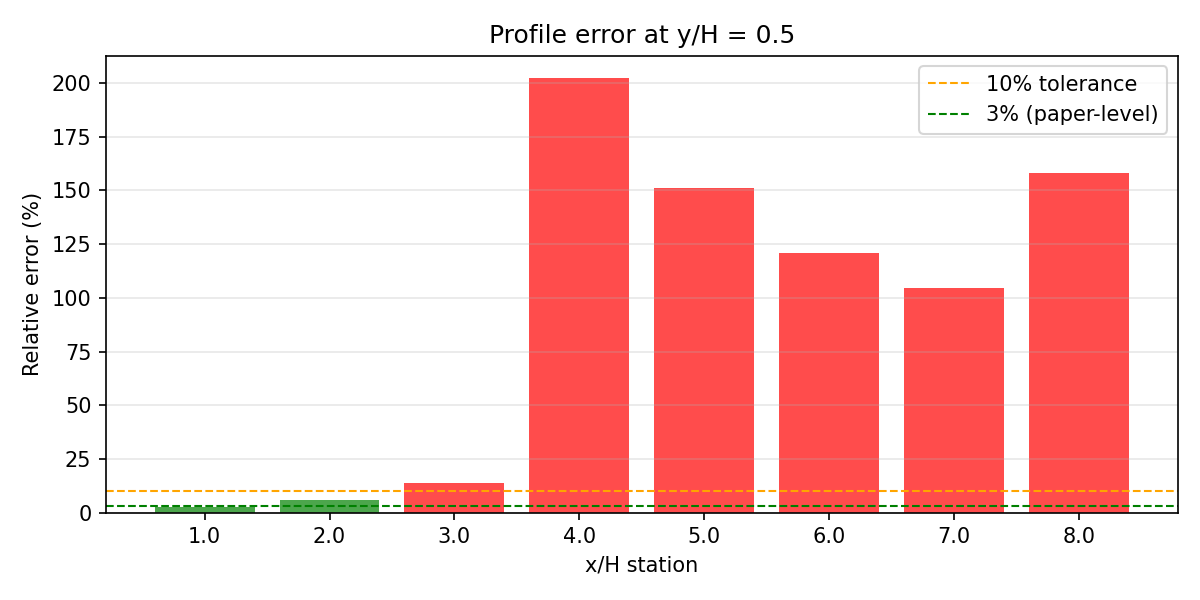 Profile error at y/H = 0.5
10% tolerance
3% (paper-level)
Relative error (%)
200
175
150
125
100
75
50
25
0
1.0 2.0 3.0 4.0 5.0 6.0 7.0 8.0
x/H station